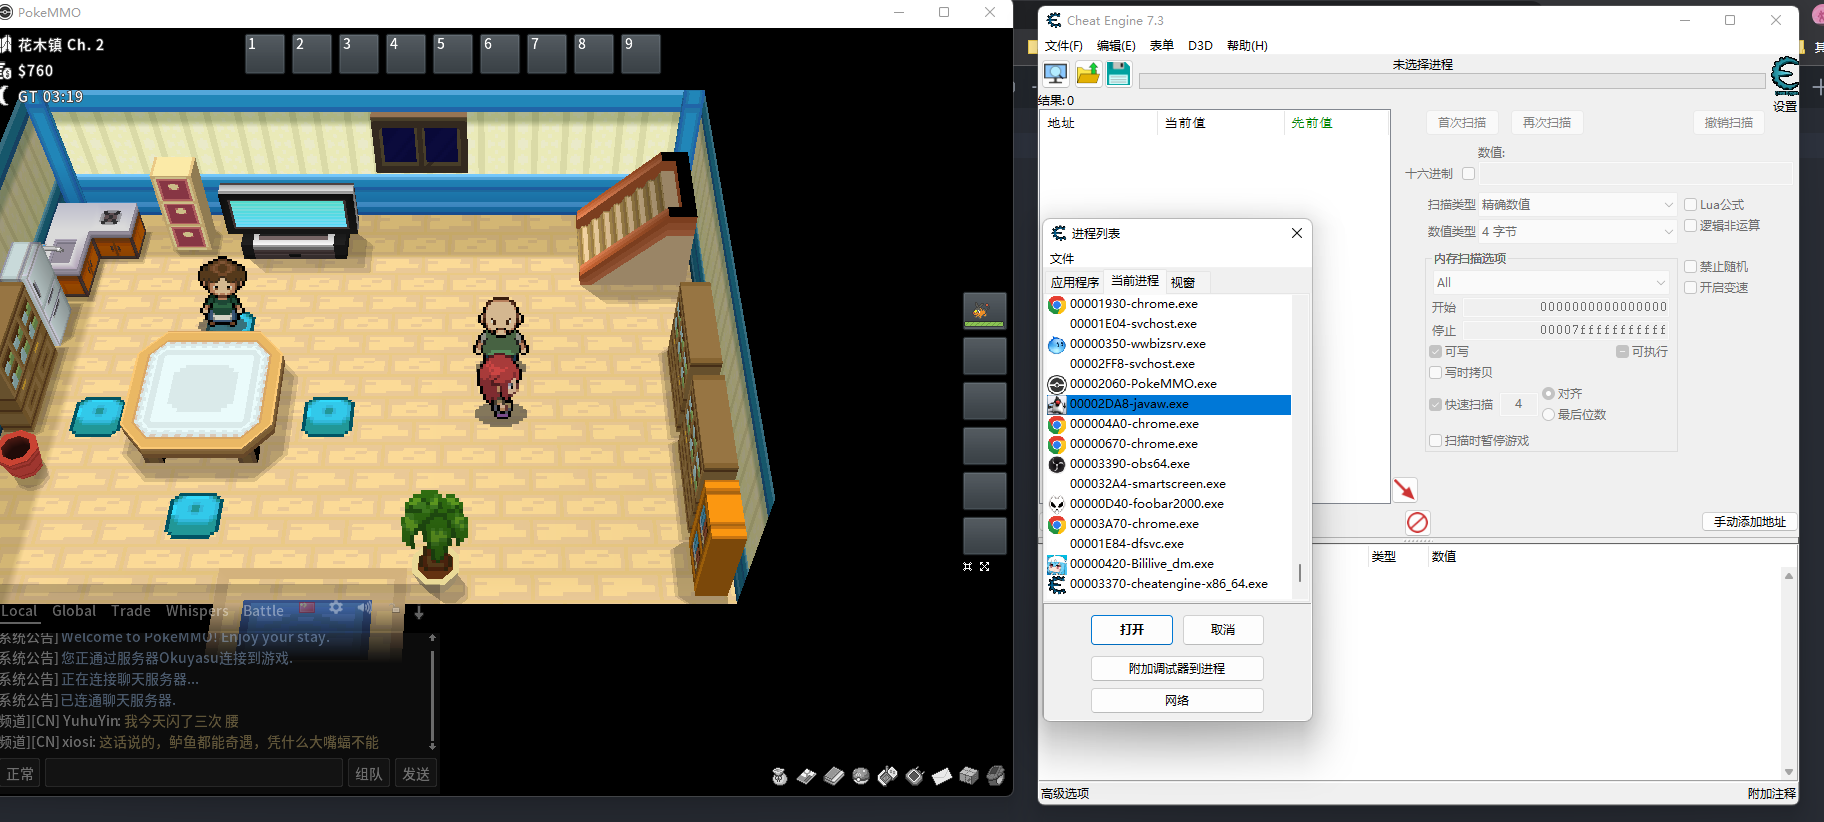 PokeMMO
花木镇 Ch. 2
$760
GT 03:19
1 2 3 4 5 6 7 8 9
Local Global Trade Whispers Battle
系统公告] Welcome to PokeMMO! Enjoy your stay.
系统公告] 您正通过服务器Okuyasu连接到游戏.
系统公告] 正在连接聊天服务器...
系统公告] 已连通聊天服务器.
频道][CN] YuhuYin: 我今天闪了三次 腰
频道][CN] xiosi: 这话说的，鲈鱼都能奇遇，凭什么大嘴蝠不能
正常 组队 发送
Cheat Engine 7.3
文件(F) 编辑(E) 表单 D3D 帮助(H)
未选择进程
设置
结果: 0
地址 当前值 先前值
首次扫描 再次扫描 撤销扫描
数值:
十六进制
扫描类型 精确数值
Lua公式
数值类型 4 字节
逻辑非运算
内存扫描选项
All
禁止随机
开启变速
开始 0000000000000000
停止 00007fffffffffff
可写 可执行
写时拷贝
快速扫描 4
对齐
最后位数
扫描时暂停游戏
手动添加地址
类型 数值
高级选项 附加注释
进程列表
文件
应用程序 当前进程 视窗
00001930-chrome.exe
00001E04-svchost.exe
00000350-wwbizsrv.exe
00002FF8-svchost.exe
00002060-PokeMMO.exe
00002DA8-javaw.exe
000004A0-chrome.exe
00000670-chrome.exe
00003390-obs64.exe
000032A4-smartscreen.exe
00000D40-foobar2000.exe
00003A70-chrome.exe
00001E84-dfsvc.exe
00000420-Bililive_dm.exe
00003370-cheatengine-x86_64.exe
打开 取消
附加调试器到进程
网络